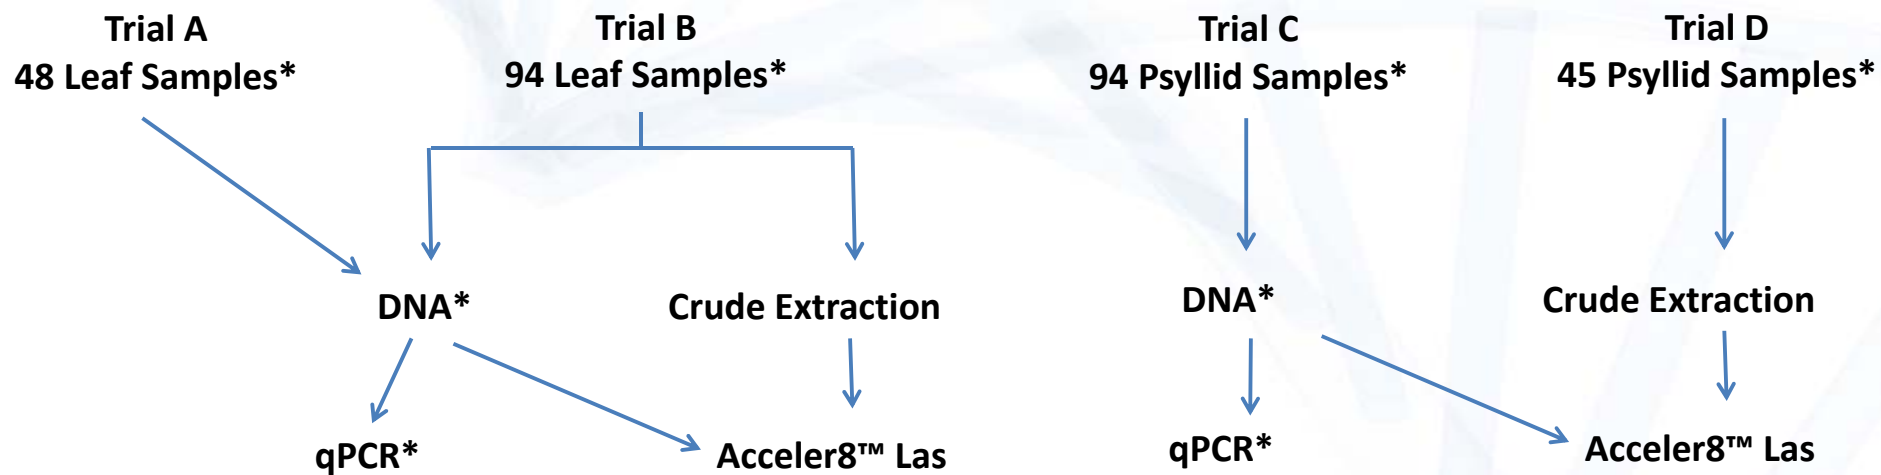 Trial A
48 Leaf Samples*
Trial B
94 Leaf Samples*
Trial C
94 Psyllid Samples*
Trial D
45 Psyllid Samples*
DNA*
Crude Extraction
DNA*
Crude Extraction
qPCR*
Acceler8™ Las
qPCR*
Acceler8™ Las